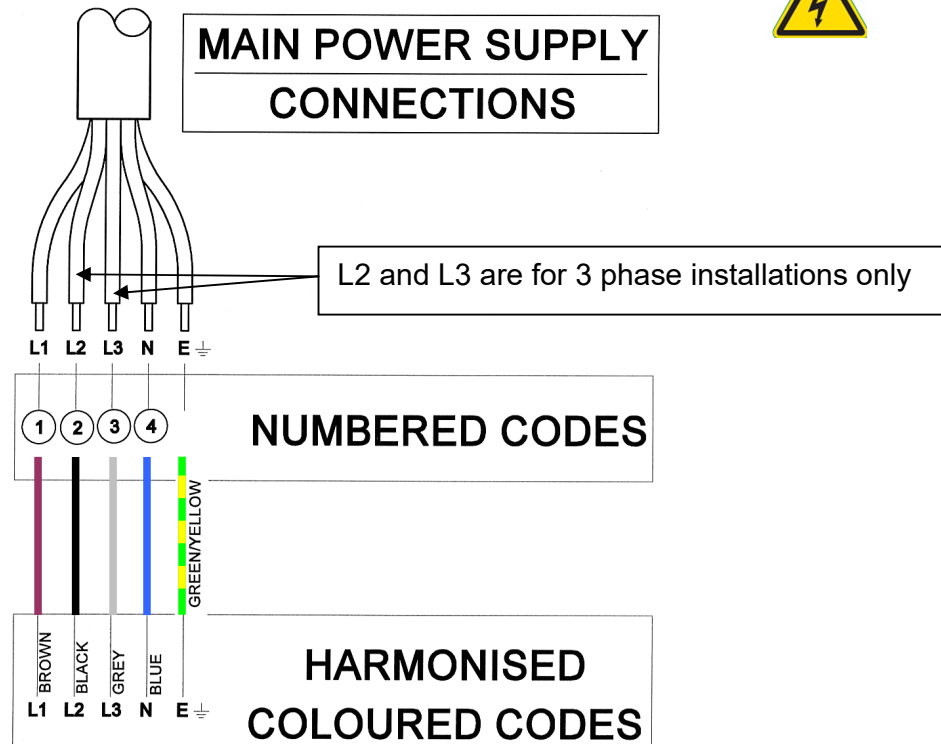 MAIN POWER SUPPLY
CONNECTIONS
L2 and L3 are for 3 phase installations only
L1 L2 L3 N E
1 2 3 4
NUMBERED CODES
GREEN/YELLOW
BROWN
BLACK
GREY
BLUE
HARMONISED
COLOURED CODES
L1 L2 L3 N E